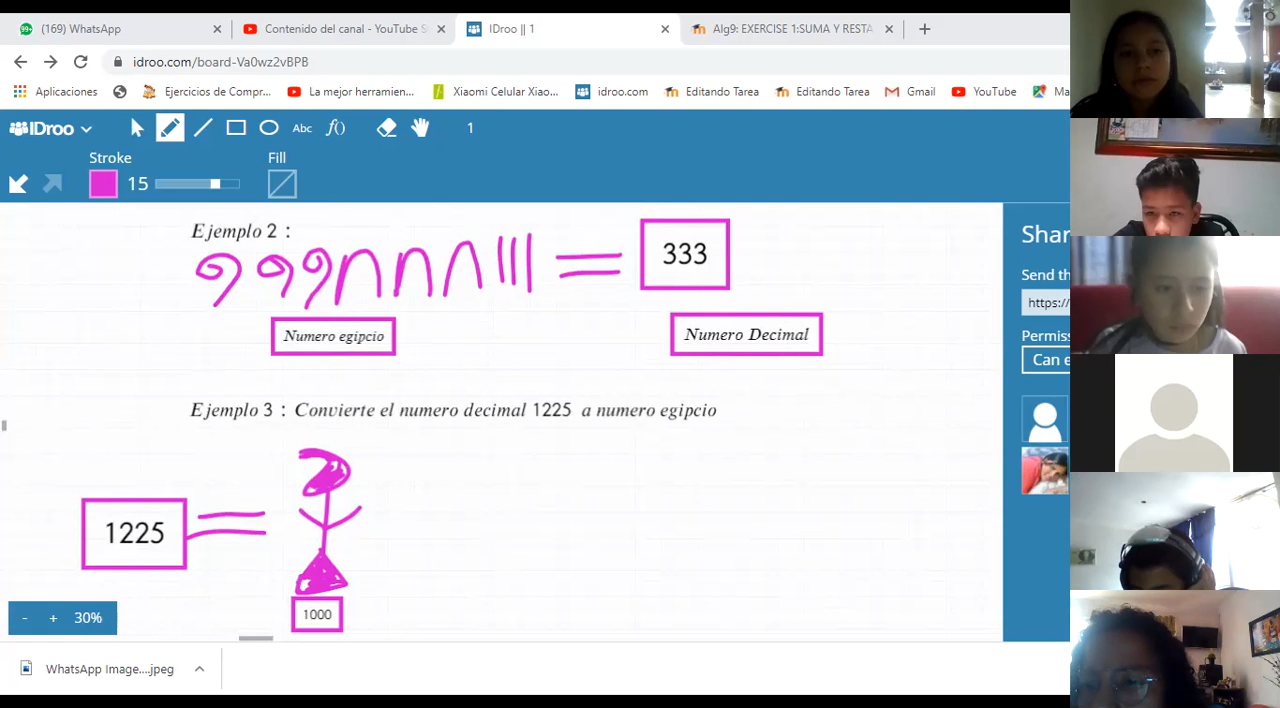 (169) WhatsApp
Contenido del canal - YouTube S
IDroo || 1
Alg9: EXERCISE 1:SUMA Y RESTA
idroo.com/board-Va0wz2vBPB
Aplicaciones
Ejercicios de Compr...
La mejor herramien...
Xiaomi Celular Xiao...
idroo.com
Editando Tarea
Editando Tarea
Gmail
YouTube
Ma
IDroo
Abc
f()
1
Stroke
Fill
15
Ejemplo 2 :
= 333
Numero egipcio
Numero Decimal
Ejemplo 3 : Convierte el numero decimal 1225 a numero egipcio
1225 =
1000
Shar
Send th
https:/
Permiss
Can e
- + 30%
WhatsApp Image....jpeg